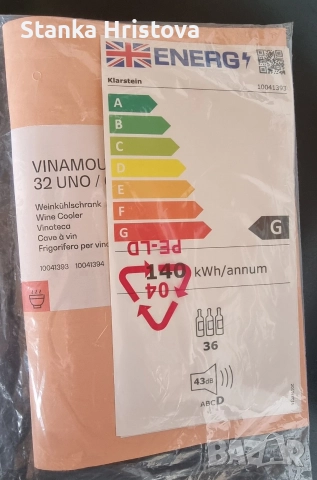 Stanka Hristova
ENERG
Klarstein
10041393
A
B
C
D
E
F
G
G
VINAMOU
32 UNO /
Weinkühlschrank
Wine Cooler
Vinoteca
Cave à vin
Frigorifero per vino
10041393 10041394
04
PE-LD
140 kWh/annum
36
43dB
ABCD
BAZAR